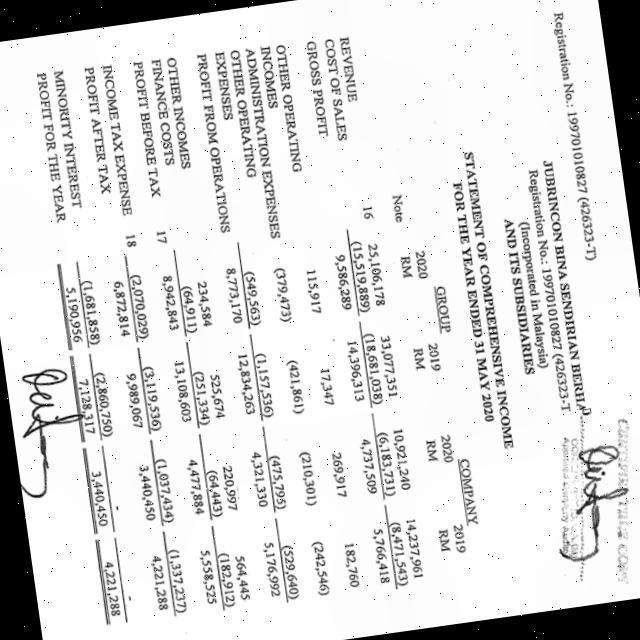 Registration No.: 199701010827 (426323-T)
JUBRINCON BINA SENDIRIAN BERHAD
Registration No.: 199701010827 (426323-T
(Incorporated in Malaysia)
AND ITS SUBSIDIARIES
STATEMENT OF COMPREHENSIVE INCOME
FOR THE YEAR ENDED 31 MAY 2020
GROUP COMPANY
Note 2020 2019 2020 2019
RM RM RM RM
REVENUE 16 25,106,178 33,077,351 10,921,240 14,237,961
COST OF SALES (15,519,889) (18,681,038) (6,183,731) (8,471,543)
GROSS PROFIT 9,586,289 14,396,313 4,737,509 5,766,418
OTHER OPERATING
INCOMES 115,917 17,347 269,917 182,760
ADMINISTRATION EXPENSES (379,473) (421,861) (210,301) (242,546)
OTHER OPERATING
EXPENSES (549,563) (1,157,536) (475,795) (529,640)
PROFIT FROM OPERATIONS 8,773,170 12,834,263 4,321,330 5,176,992
OTHER INCOMES 234,584 525,674 220,997 564,445
FINANCE COSTS (64,911) (251,334) (64,443) (182,912)
PROFIT BEFORE TAX 17 8,942,843 13,108,603 4,477,884 5,558,525
INCOME TAX EXPENSE 18 (2,070,029) (3,119,536) (1,037,434) (1,337,237)
PROFIT AFTER TAX 6,872,814 9,989,067 3,440,450 4,221,288
MINORITY INTEREST (1,681,858) (2,860,750) - -
PROFIT FOR THE YEAR 5,190,956 7,128,317 3,440,450 4,221,288